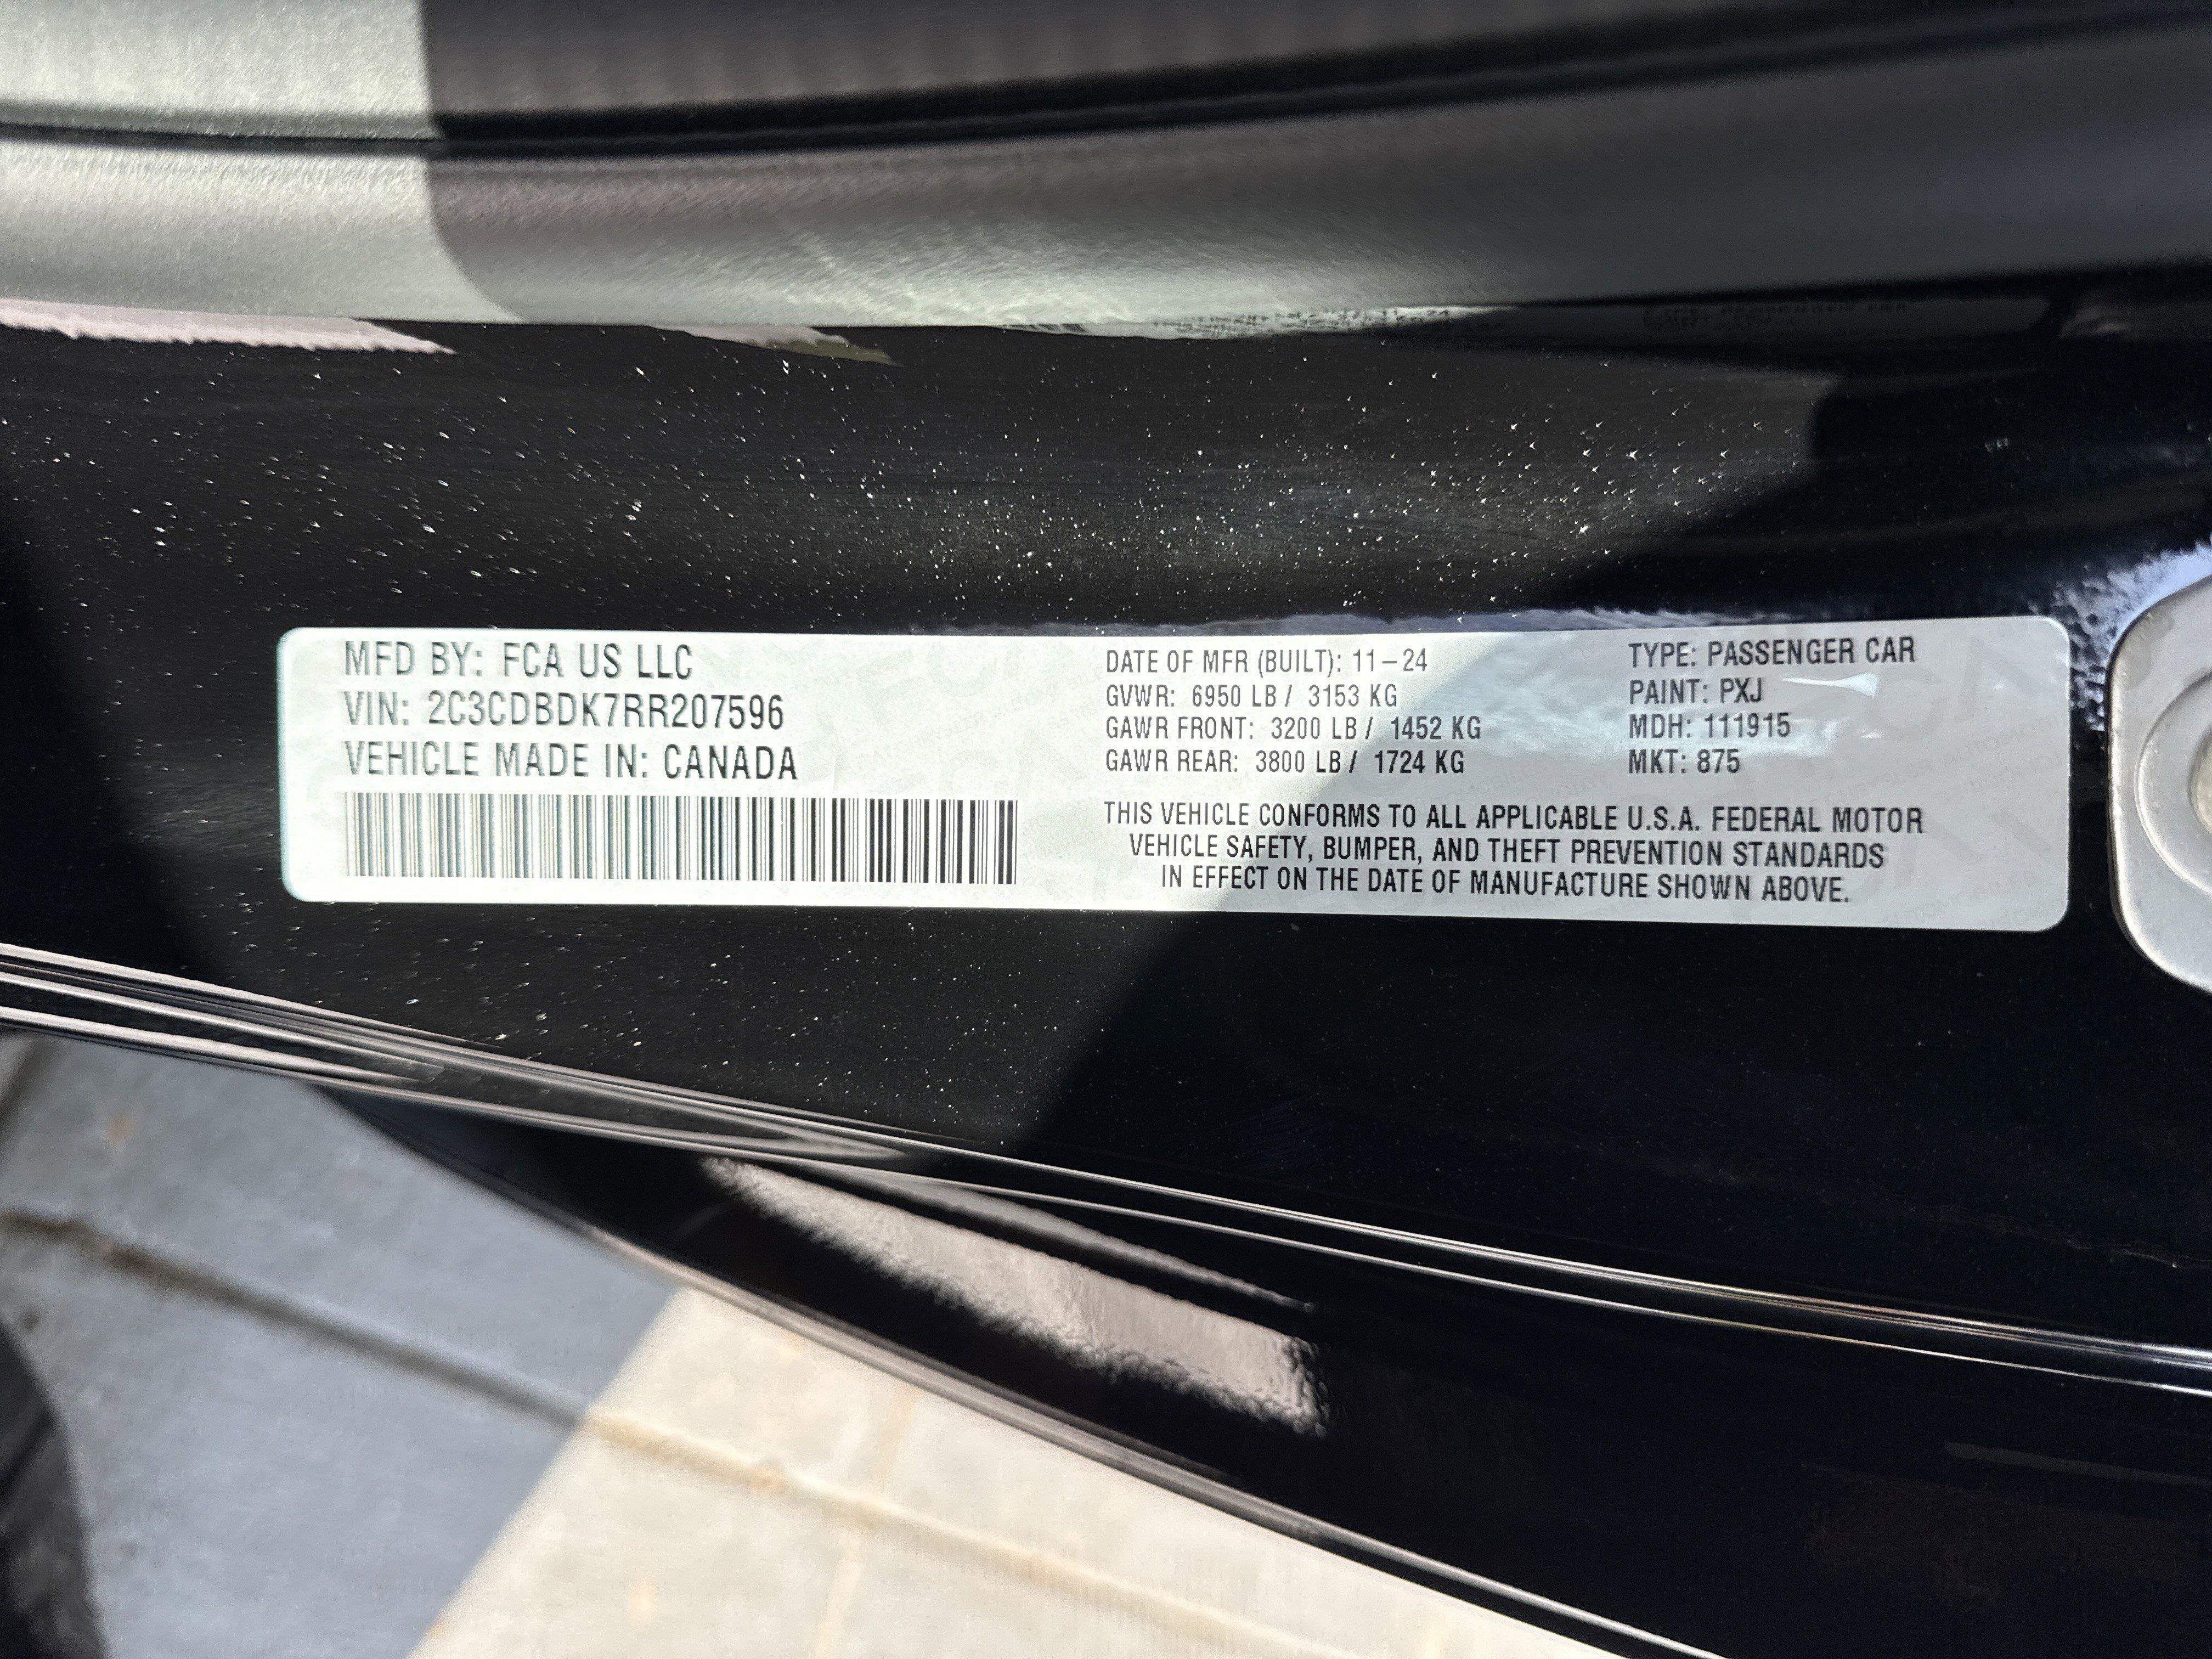 MFD BY: FCA US LLC
VIN: 2C3CDBDK7RR207596
VEHICLE MADE IN: CANADA
DATE OF MFR (BUILT): 11-24
GVWR: 6950 LB / 3153 KG
GAWR FRONT: 3200 LB / 1452 KG
GAWR REAR: 3800 LB / 1724 KG
TYPE: PASSENGER CAR
PAINT: PXJ
MDH: 111915
MKT: 875
THIS VEHICLE CONFORMS TO ALL APPLICABLE U.S.A. FEDERAL MOTOR
VEHICLE SAFETY, BUMPER, AND THEFT PREVENTION STANDARDS
IN EFFECT ON THE DATE OF MANUFACTURE SHOWN ABOVE.